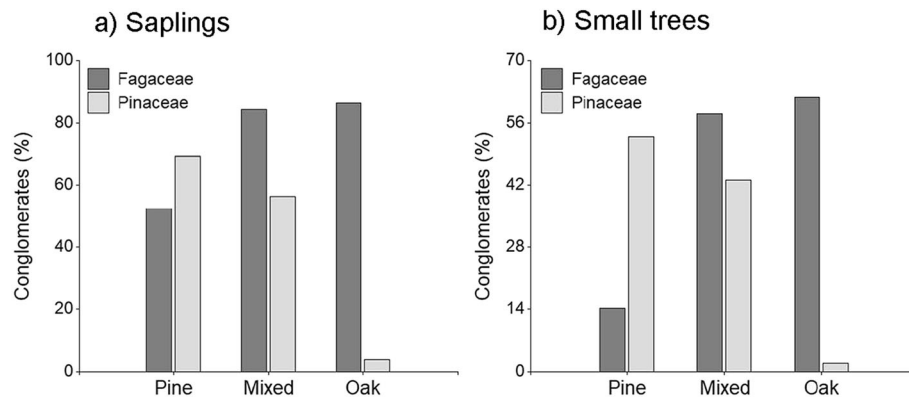 a) Saplings
100
80
60
40
20
0
Conglomerates (%)
Fagaceae
Pinaceae
Pine Mixed Oak
b) Small trees
70
56
42
28
14
0
Conglomerates (%)
Fagaceae
Pinaceae
Pine Mixed Oak